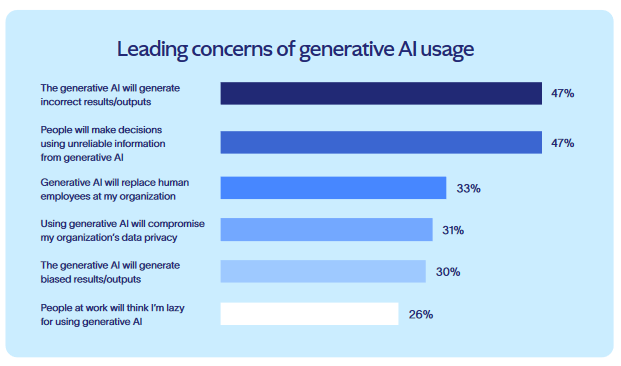 Leading concerns of generative AI usage
The generative AI will generate
incorrect results/outputs
47%
People will make decisions
using unreliable information
from generative AI
47%
Generative AI will replace human
employees at my organization
33%
Using generative AI will compromise
my organization's data privacy
31%
The generative AI will generate
biased results/outputs
30%
People at work will think I'm lazy
for using generative AI
26%